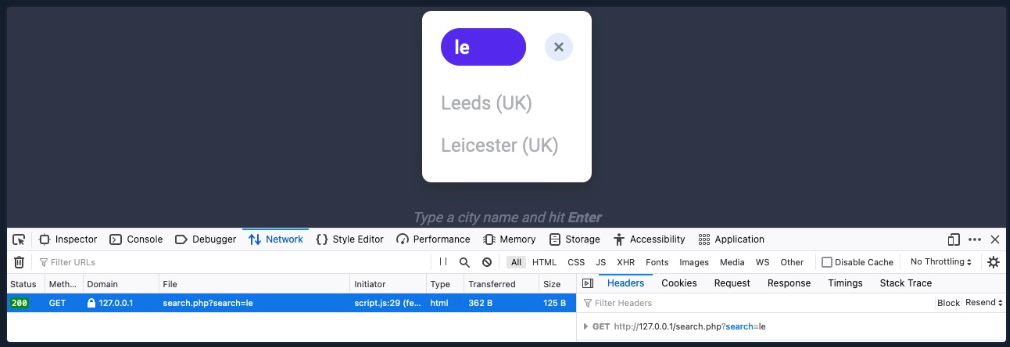 le
Leeds (UK)
Leicester (UK)
Type a city name and hit Enter
Inspector Console Debugger Network Style Editor Performance Memory Storage Accessibility Application
Filter URLs All HTML CSS JS XHR Fonts Images Media WS Other Disable Cache No Throttling
Status Meth... Domain File Initiator Type Transferred Size Headers Cookies Request Response Timings Stack Trace
200 GET 127.0.0.1 search.php?search=le script.js:29 (fe... html 362 B 125 B Filter Headers Block Resend
GET http://127.0.0.1/search.php?search=le